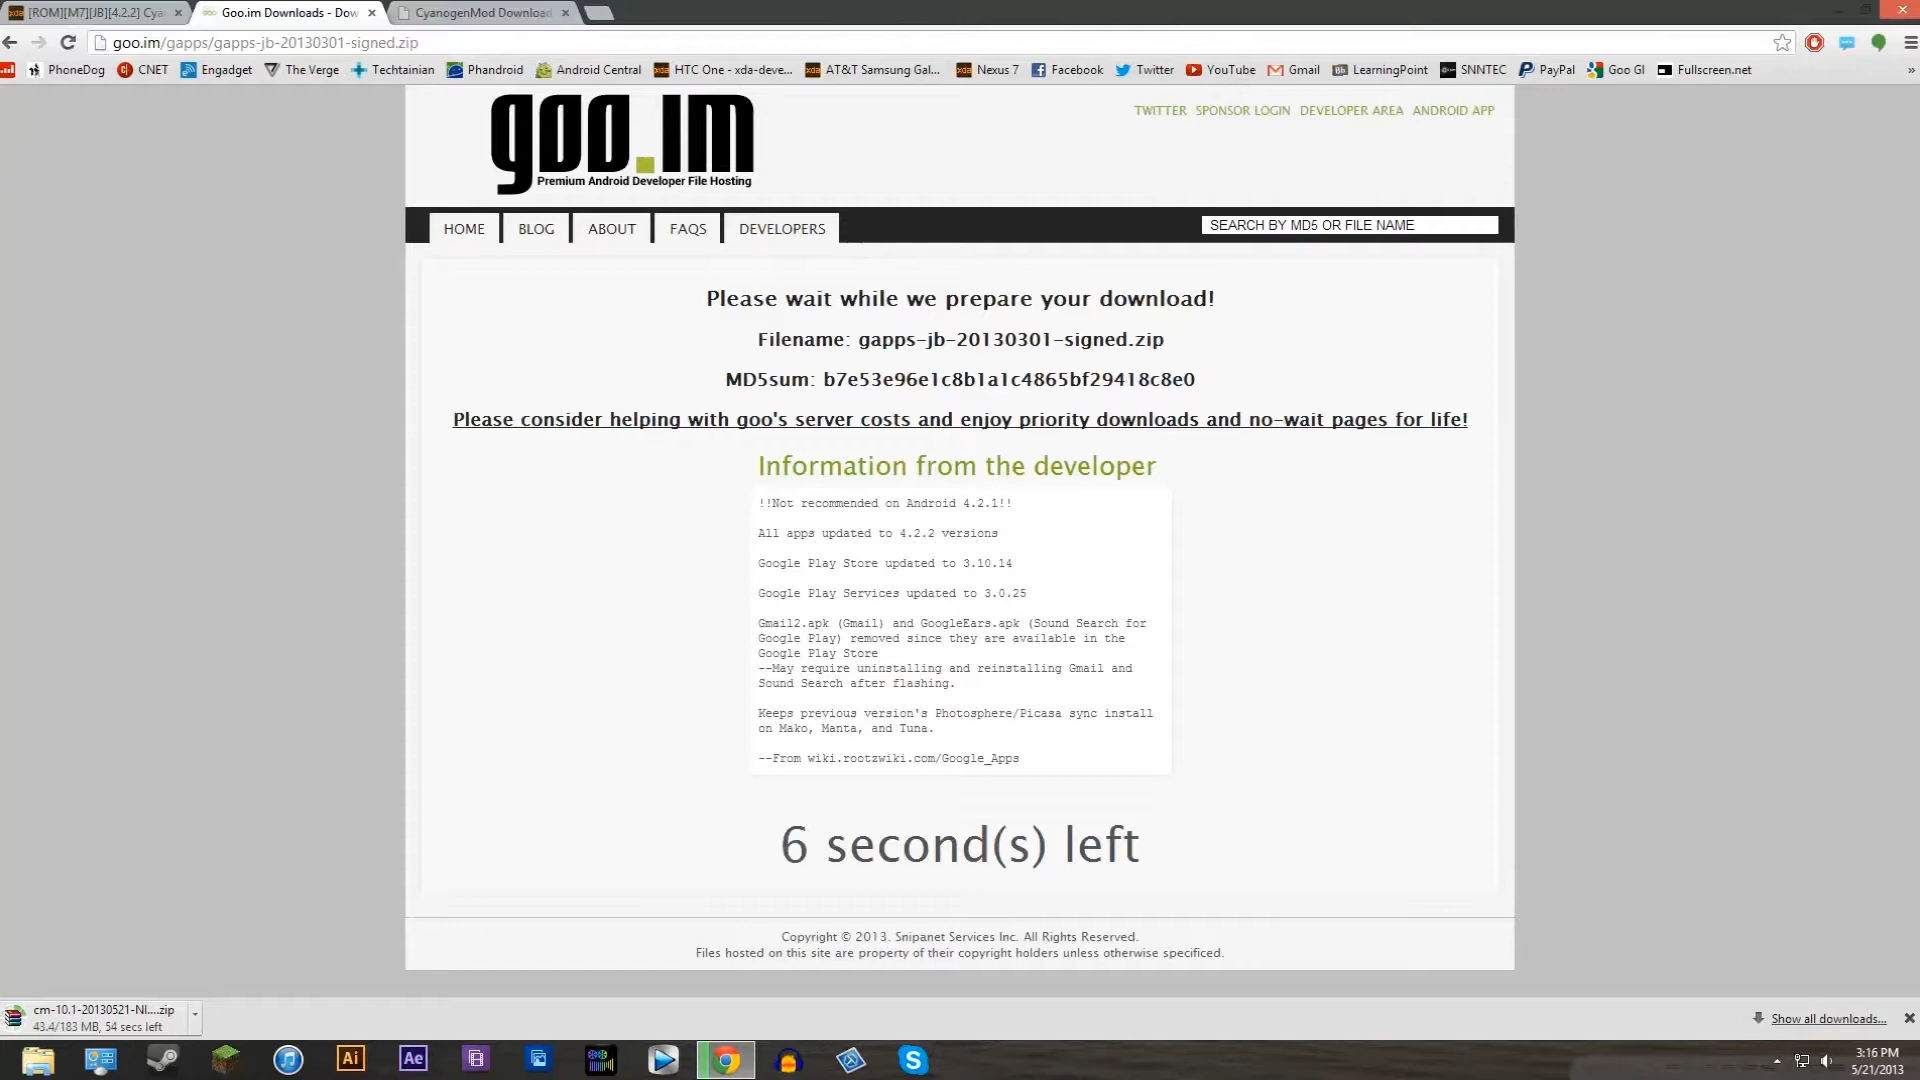 [ROM][M7][JB][4.2.2] Cya
Goo.im Downloads - Dow
CyanogenMod Download
goo.im/gapps/gapps-jb-20130301-signed.zip
PhoneDog
CNET
Engadget
The Verge
Techtainian
Phandroid
Android Central
HTC One - xda-deve...
AT&T Samsung Gal...
Nexus 7
Facebook
Twitter
YouTube
Gmail
LearningPoint
SNNTEC
PayPal
Goo Gl
Fullscreen.net
goo.im
Premium Android Developer File Hosting
TWITTER SPONSOR LOGIN DEVELOPER AREA ANDROID APP
HOME BLOG ABOUT FAQS DEVELOPERS
SEARCH BY MD5 OR FILE NAME
Please wait while we prepare your download!
Filename: gapps-jb-20130301-signed.zip
MD5sum: b7e53e96e1c8b1a1c4865bf29418c8e0
Please consider helping with goo's server costs and enjoy priority downloads and no-wait pages for life!
Information from the developer
!!Not recommended on Android 4.2.1!!
All apps updated to 4.2.2 versions
Google Play Store updated to 3.10.14
Google Play Services updated to 3.0.25
Gmail2.apk (Gmail) and GoogleEars.apk (Sound Search for
Google Play) removed since they are available in the
Google Play Store
--May require uninstalling and reinstalling Gmail and
Sound Search after flashing.
Keeps previous version's Photosphere/Picasa sync install
on Mako, Manta, and Tuna.
--From wiki.rootzwiki.com/Google_Apps
6 second(s) left
Copyright © 2013. Snipanet Services Inc. All Rights Reserved.
Files hosted on this site are property of their copyright holders unless otherwise specificed.
cm-10.1-20130521-NI....zip
43.4/183 MB, 54 secs left
Show all downloads...
Ai
Ae
3:16 PM
5/21/2013